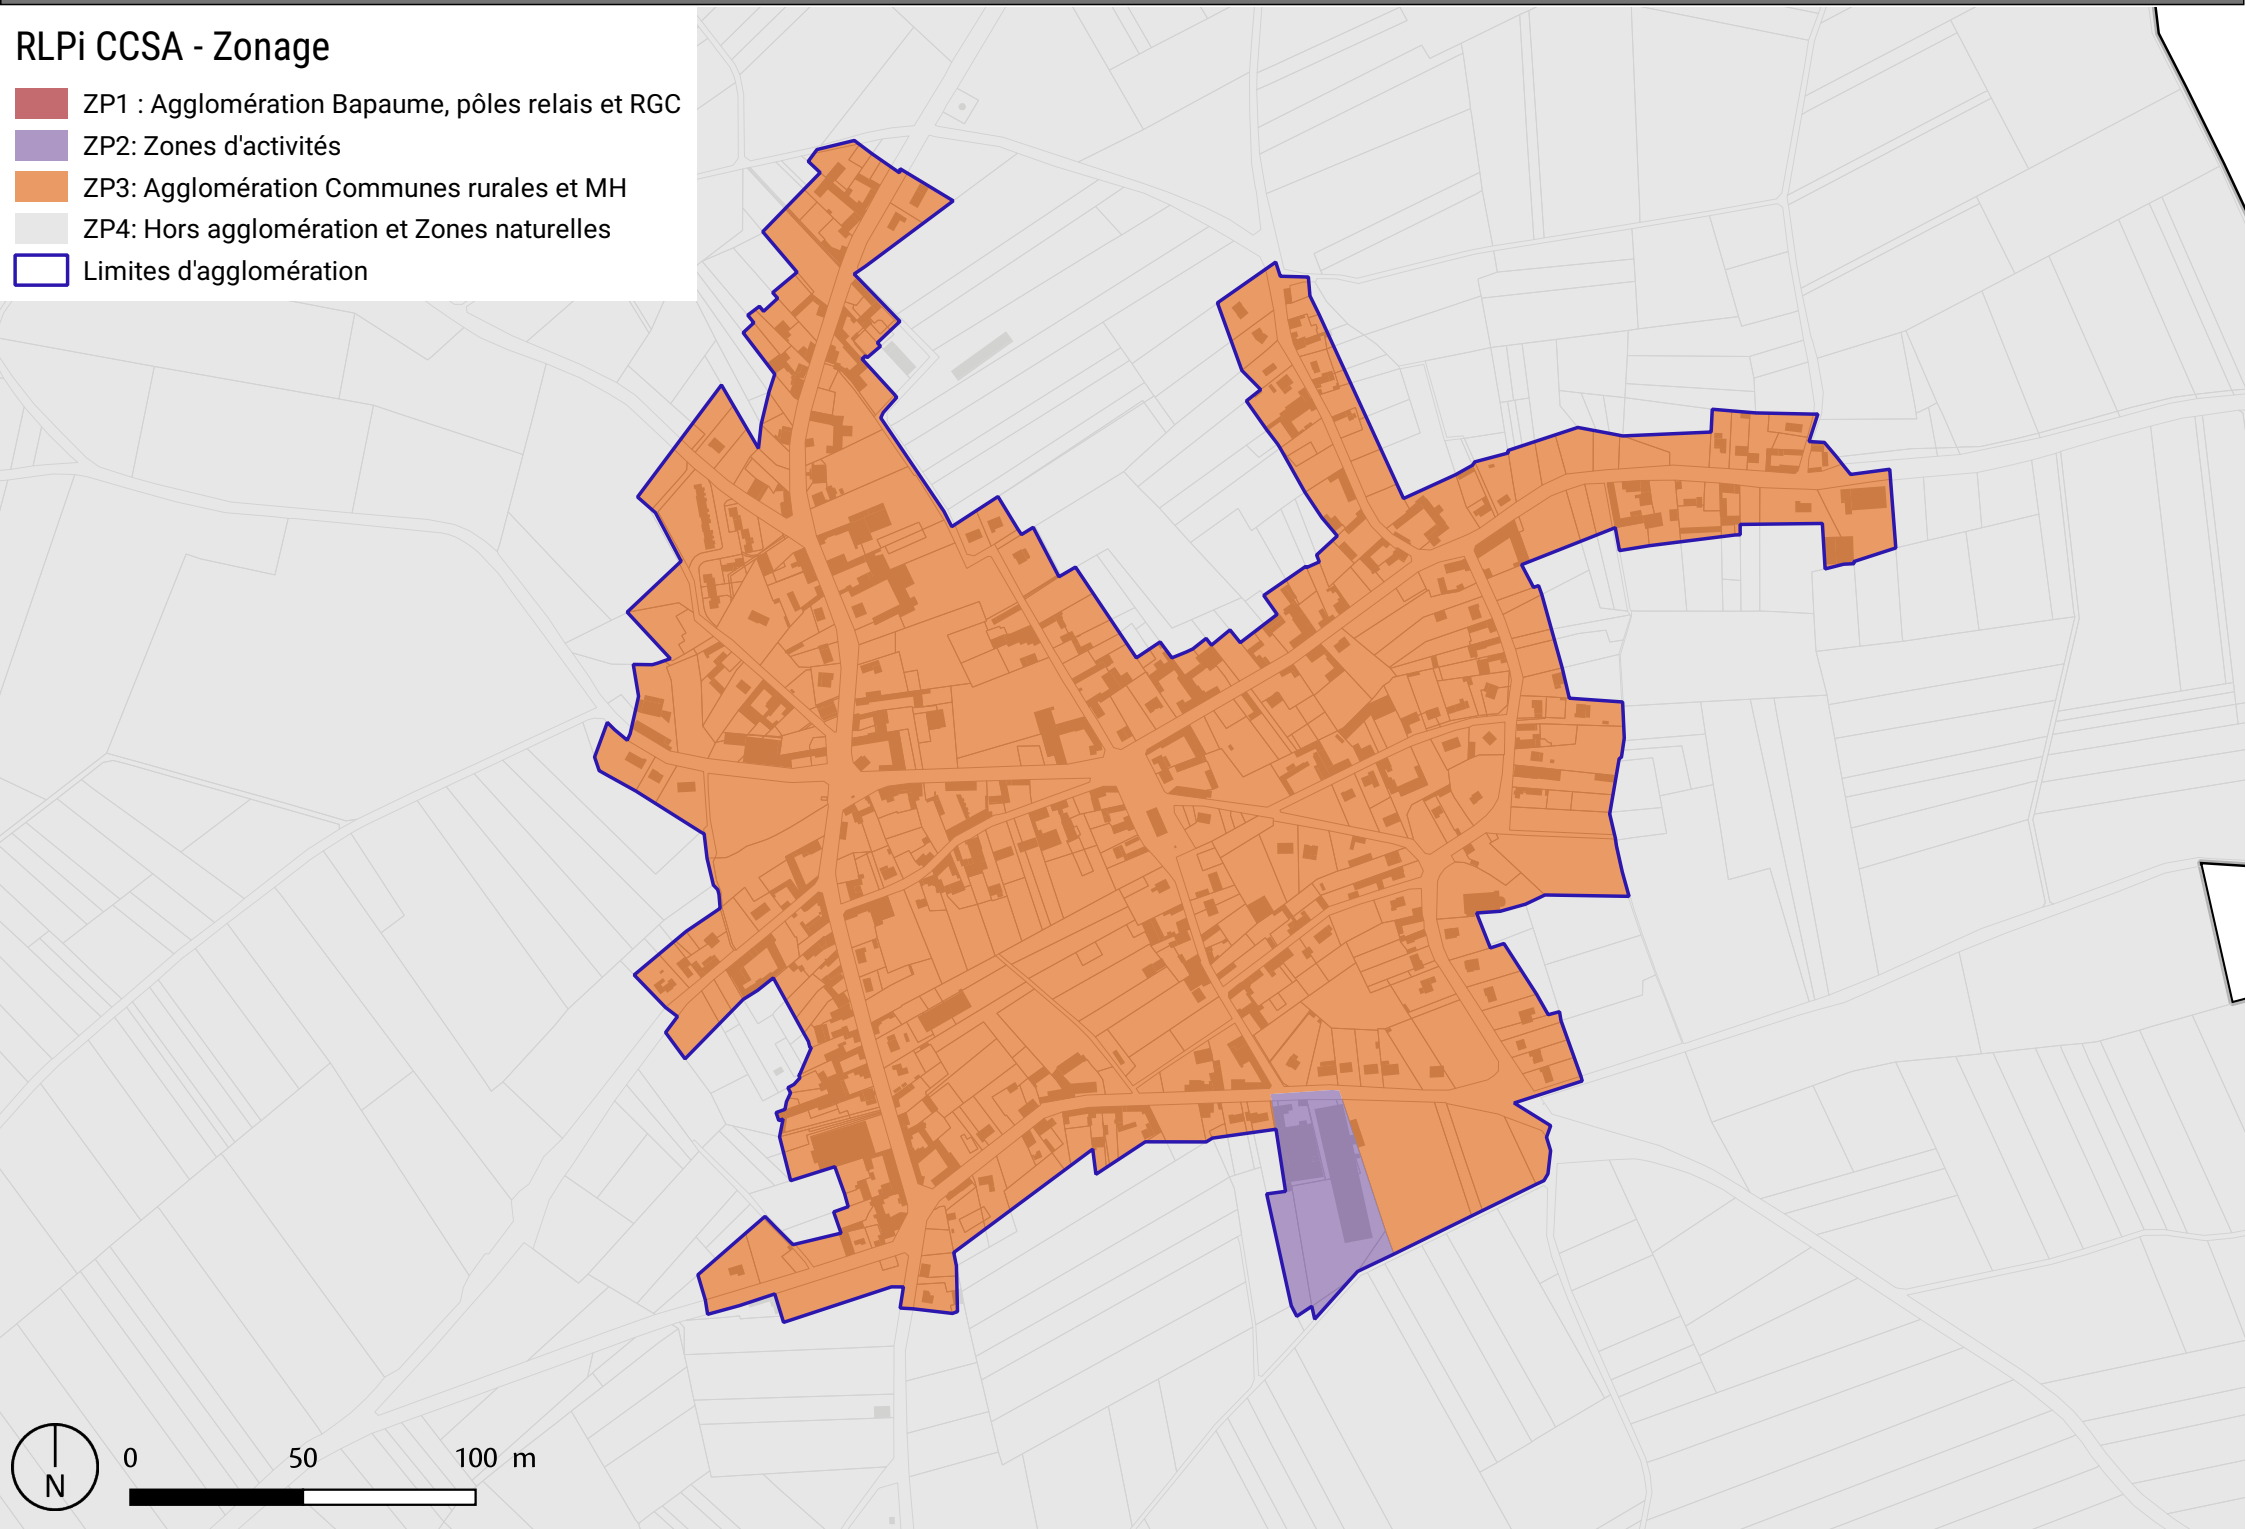 RLPi CCSA - Zonage
ZP1 : Agglomération Bapaume, pôles relais et RGC
ZP2: Zones d'activités
ZP3: Agglomération Communes rurales et MH
ZP4: Hors agglomération et Zones naturelles
Limites d'agglomération
N
0 50 100 m